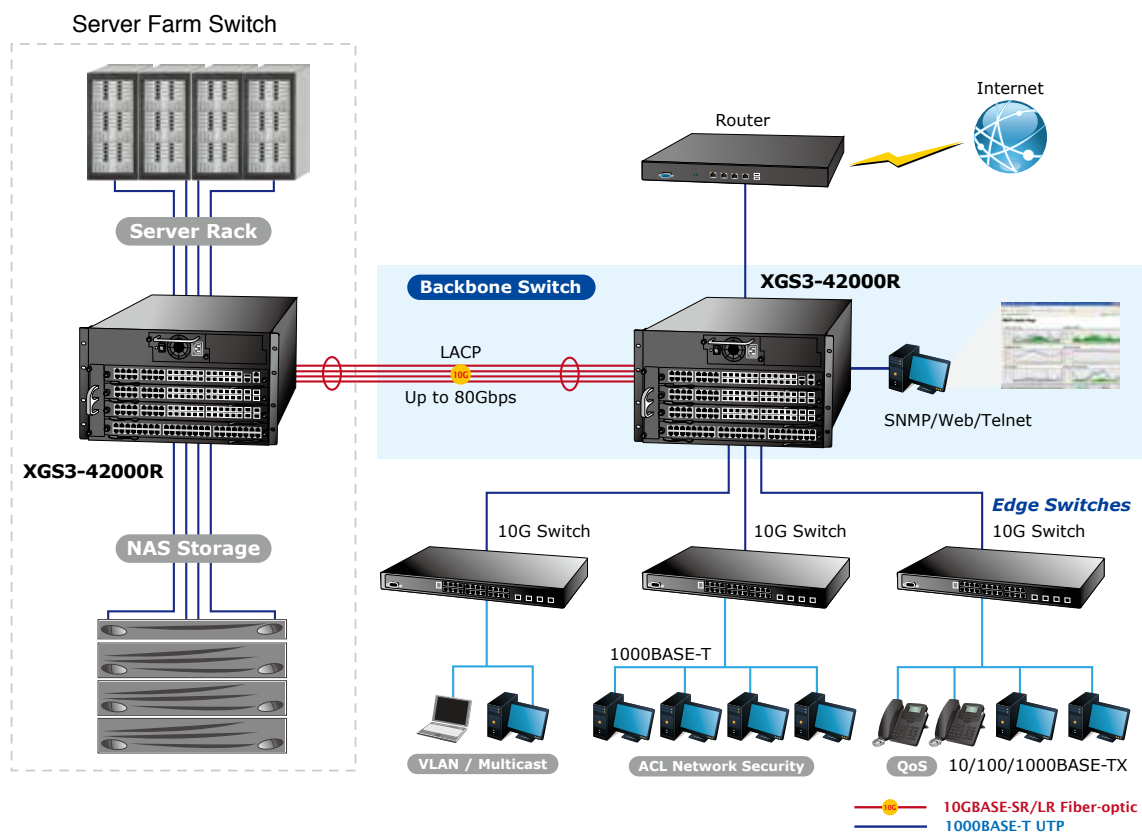 Server Farm Switch
Internet
Router
Server Rack
Backbone Switch
XGS3-42000R
LACP
10G
Up to 80Gbps
SNMP/Web/Telnet
XGS3-42000R
Edge Switches
NAS Storage
10G Switch
10G Switch
10G Switch
1000BASE-T
VLAN / Multicast
ACL Network Security
QoS
10/100/1000BASE-TX
10G
10GBASE-SR/LR Fiber-optic
1000BASE-T UTP